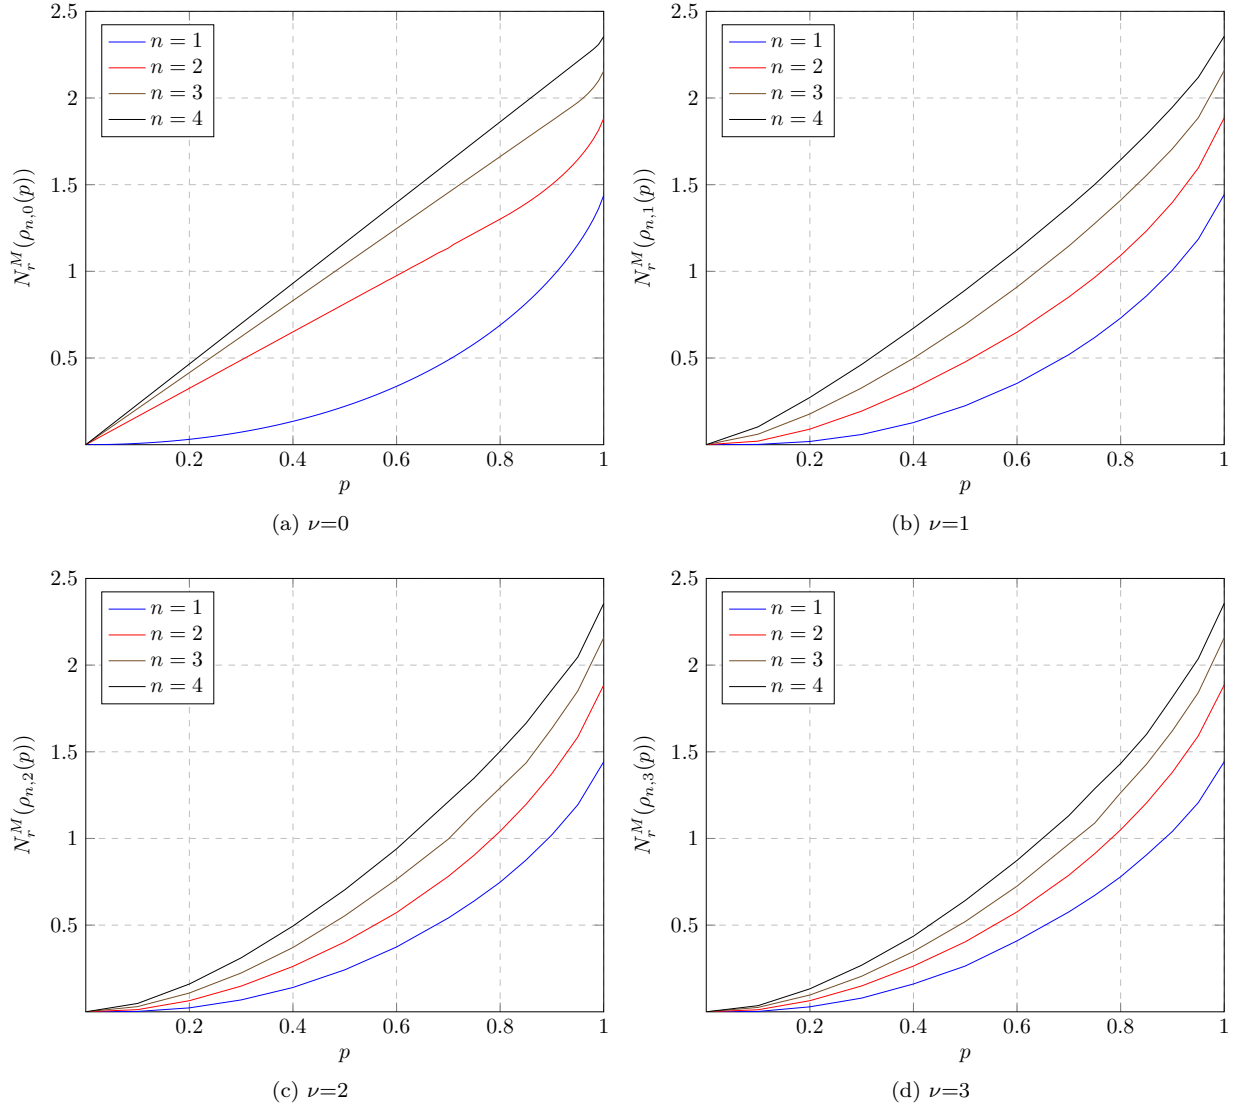 2.5
2
1.5
1
0.5
n = 1
n = 2
n = 3
n = 4
N_r^M(ρ_{n,0}(p))
0.2 0.4 0.6 0.8 1
p
(a) ν=0
2.5
2
1.5
1
0.5
n = 1
n = 2
n = 3
n = 4
N_r^M(ρ_{n,1}(p))
0.2 0.4 0.6 0.8 1
p
(b) ν=1
2.5
2
1.5
1
0.5
n = 1
n = 2
n = 3
n = 4
N_r^M(ρ_{n,2}(p))
0.2 0.4 0.6 0.8 1
p
(c) ν=2
2.5
2
1.5
1
0.5
n = 1
n = 2
n = 3
n = 4
N_r^M(ρ_{n,3}(p))
0.2 0.4 0.6 0.8 1
p
(d) ν=3